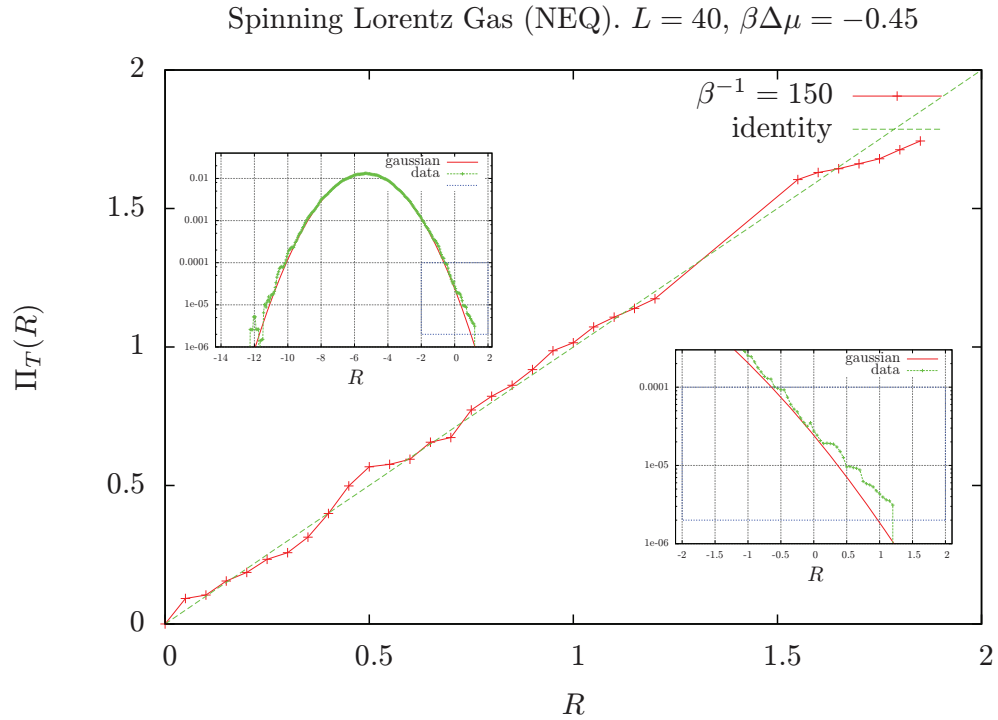 Spinning Lorentz Gas (NEQ). L = 40, βΔμ = −0.45
Π_T(R)
2
1.5
1
0.5
0
0 0.5 1 1.5 2
R
β^{−1} = 150
identity
gaussian
data
0.01
0.001
0.0001
1e-05
1e-06
-14 -12 -10 -8 -6 -4 -2 0 2
R
gaussian
data
0.0001
1e-05
1e-06
-2 -1.5 -1 -0.5 0 0.5 1 1.5 2
R